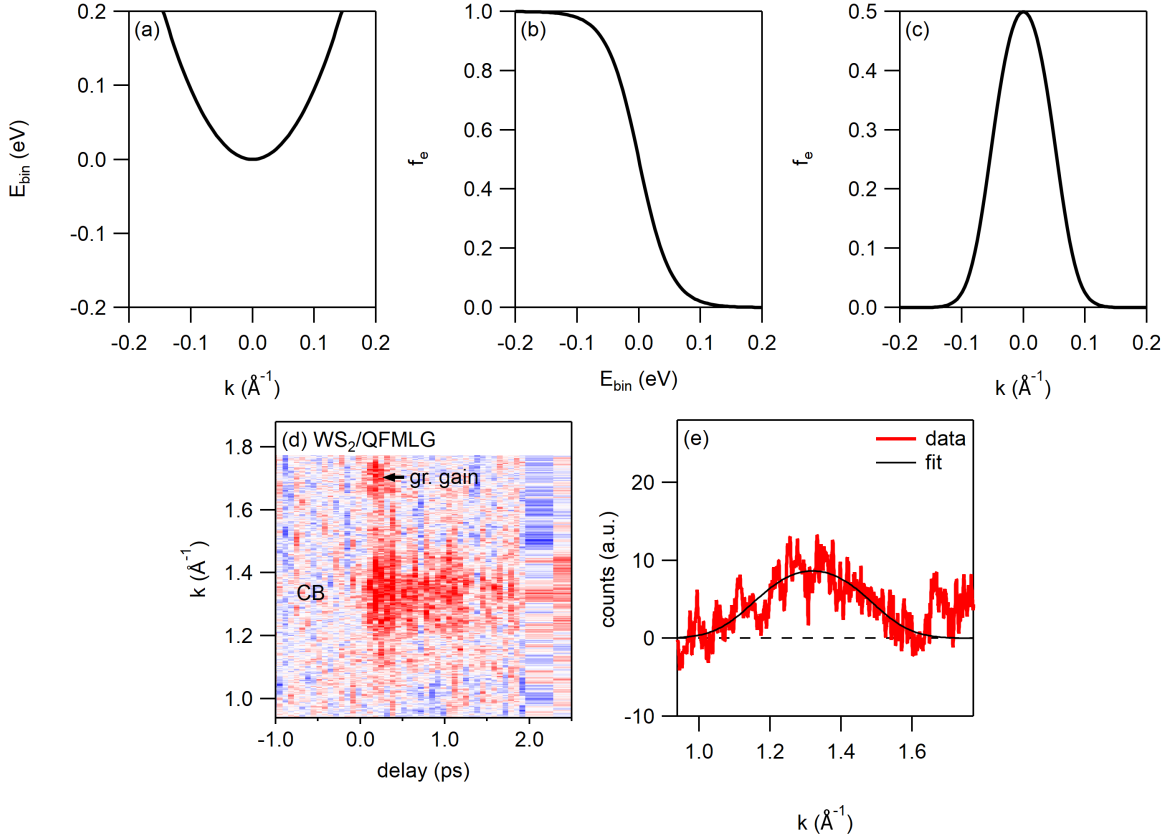 (a)
0.2
0.1
0.0
-0.1
-0.2
E_bin (eV)
-0.2 -0.1 0.0 0.1 0.2
k (Å⁻¹)
(b)
1.0
0.8
0.6
0.4
0.2
0.0
f_e
-0.2 -0.1 0.0 0.1 0.2
E_bin (eV)
(c)
0.5
0.4
0.3
0.2
0.1
0.0
f_e
-0.2 -0.1 0.0 0.1 0.2
k (Å⁻¹)
(d) WS₂/QFMLG
gr. gain
CB
1.8
1.6
1.4
1.2
1.0
k (Å⁻¹)
-1.0 0.0 1.0 2.0
delay (ps)
(e)
data
fit
20
10
0
-10
counts (a.u.)
1.0 1.2 1.4 1.6
k (Å⁻¹)